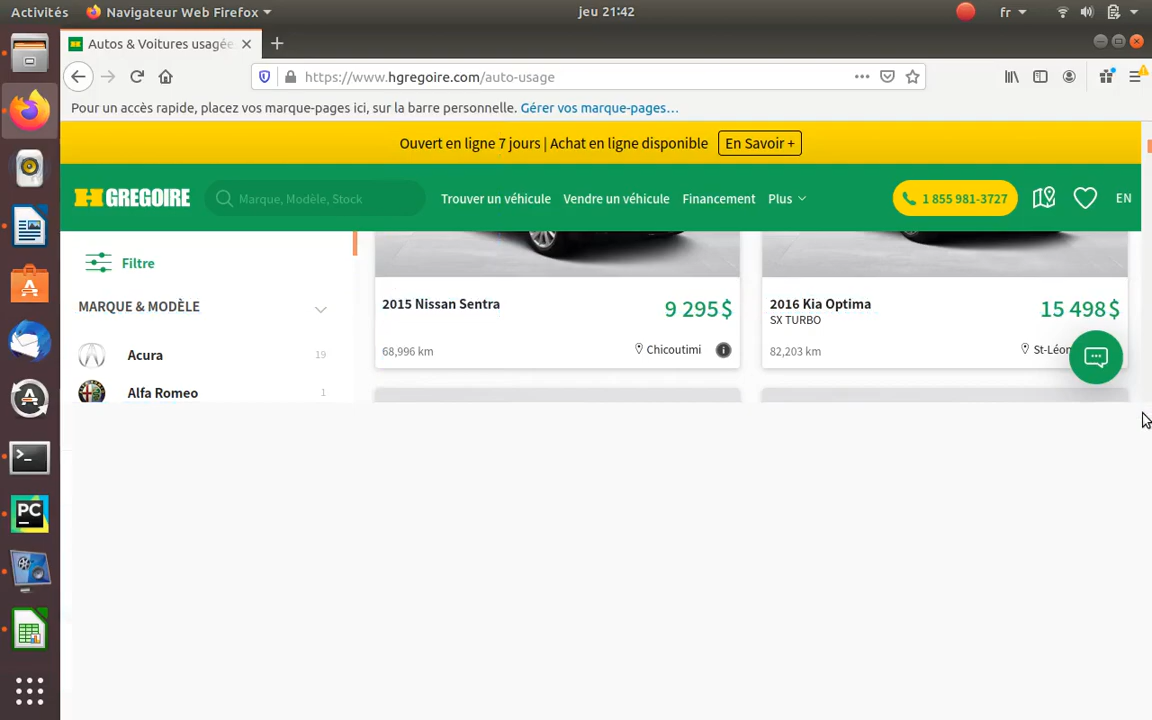 Activités
Navigateur Web Firefox
jeu 21:42
fr
Autos & Voitures usagée
https://www.hgregoire.com/auto-usage
Pour un accès rapide, placez vos marque-pages ici, sur la barre personnelle. Gérer vos marque-pages…
Ouvert en ligne 7 jours | Achat en ligne disponible
En Savoir +
H GREGOIRE
Marque, Modèle, Stock
Trouver un véhicule
Vendre un véhicule
Financement
Plus
1 855 981-3727
EN
Filtre
MARQUE & MODÈLE
Acura 19
Alfa Romeo 1
2015 Nissan Sentra
9 295 $
68,996 km
Chicoutimi
2016 Kia Optima
SX TURBO
15 498 $
82,203 km
St-Léon
PC